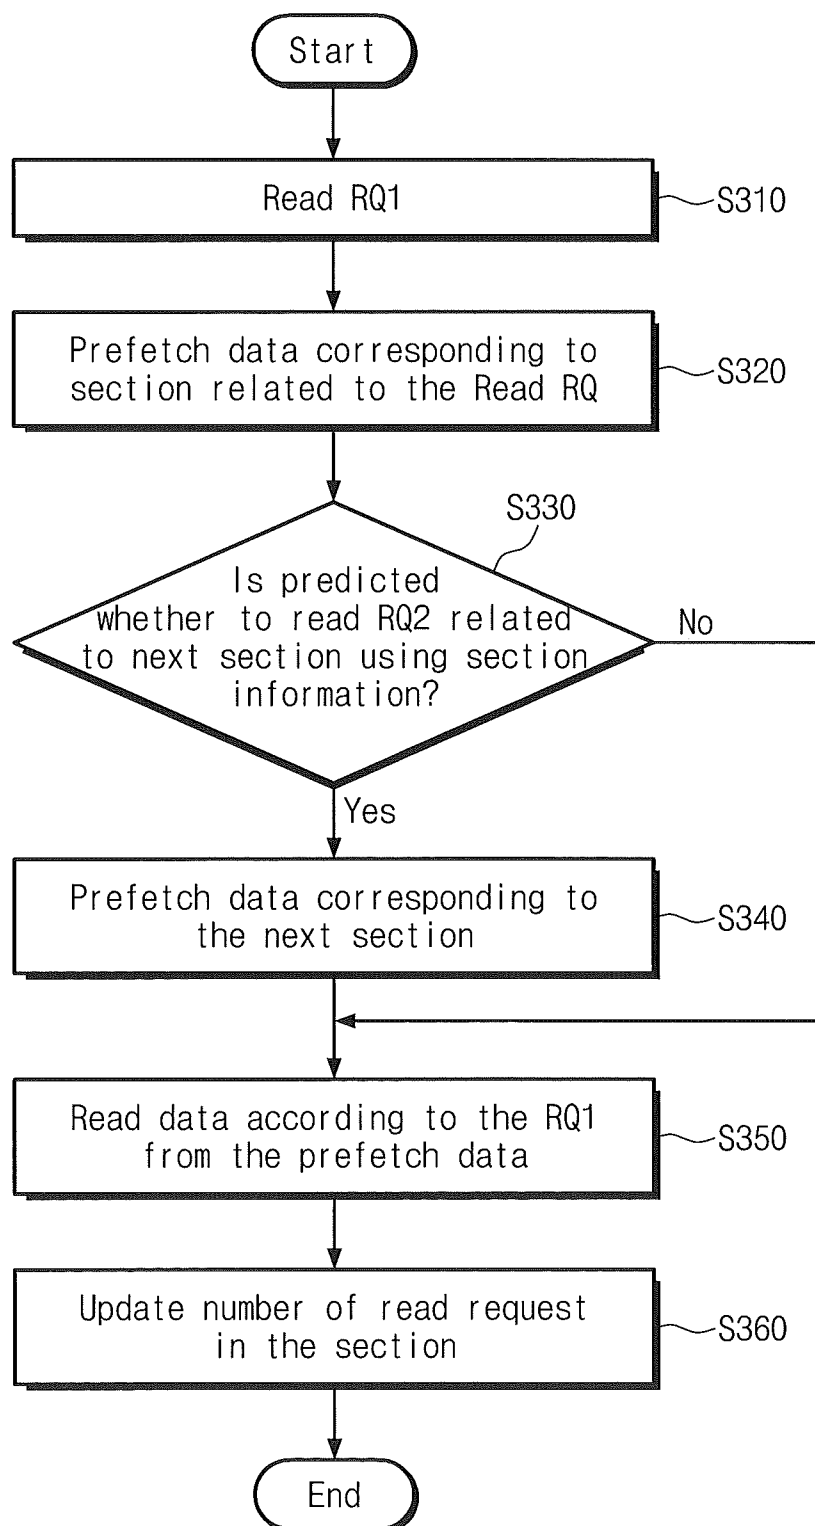 Start
Read RQ1
S310
Prefetch data corresponding to
section related to the Read RQ
S320
S330
Is predicted
whether to read RQ2 related
to next section using section
information?
No
Yes
Prefetch data corresponding to
the next section
S340
Read data according to the RQ1
from the prefetch data
S350
Update number of read request
in the section
S360
End